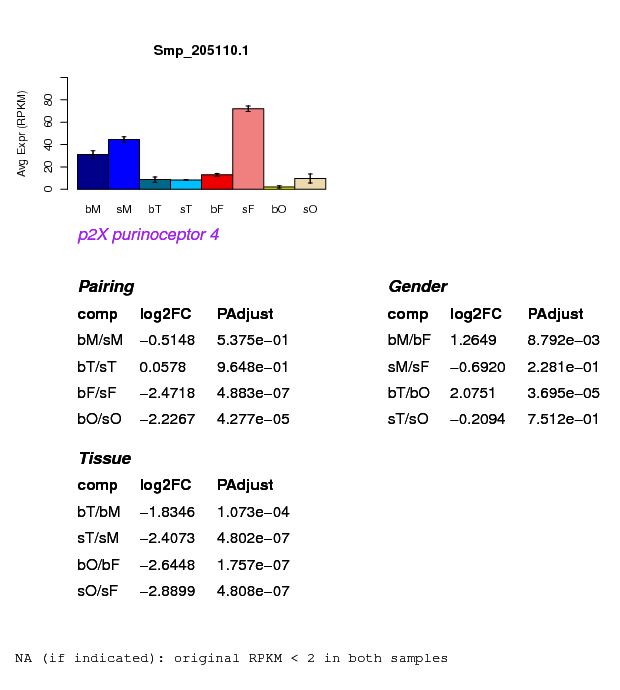 Smp_205110.1
Avg Expr (RPKM)
0 20 40 60 80
bM sM bT sT bF sF bO sO
p2X purinoceptor 4
Pairing
comp log2FC PAdjust
bM/sM −0.5148 5.375e−01
bT/sT 0.0578 9.648e−01
bF/sF −2.4718 4.883e−07
bO/sO −2.2267 4.277e−05
Gender
comp log2FC PAdjust
bM/bF 1.2649 8.792e−03
sM/sF −0.6920 2.281e−01
bT/bO 2.0751 3.695e−05
sT/sO −0.2094 7.512e−01
Tissue
comp log2FC PAdjust
bT/bM −1.8346 1.073e−04
sT/sM −2.4073 4.802e−07
bO/bF −2.6448 1.757e−07
sO/sF −2.8899 4.808e−07
NA (if indicated): original RPKM < 2 in both samples